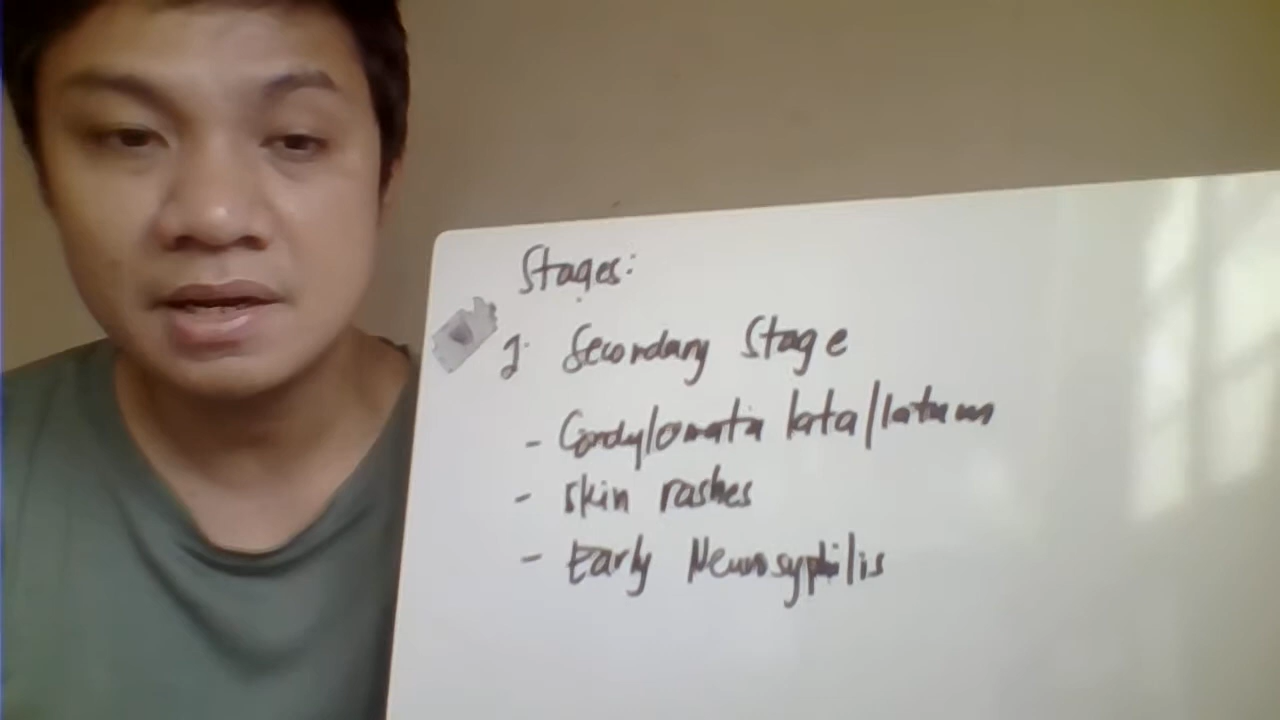 Stages:
2. Secondary Stage
- Condylomata lata/latum
- skin rashes
- Early Neurosyphilis